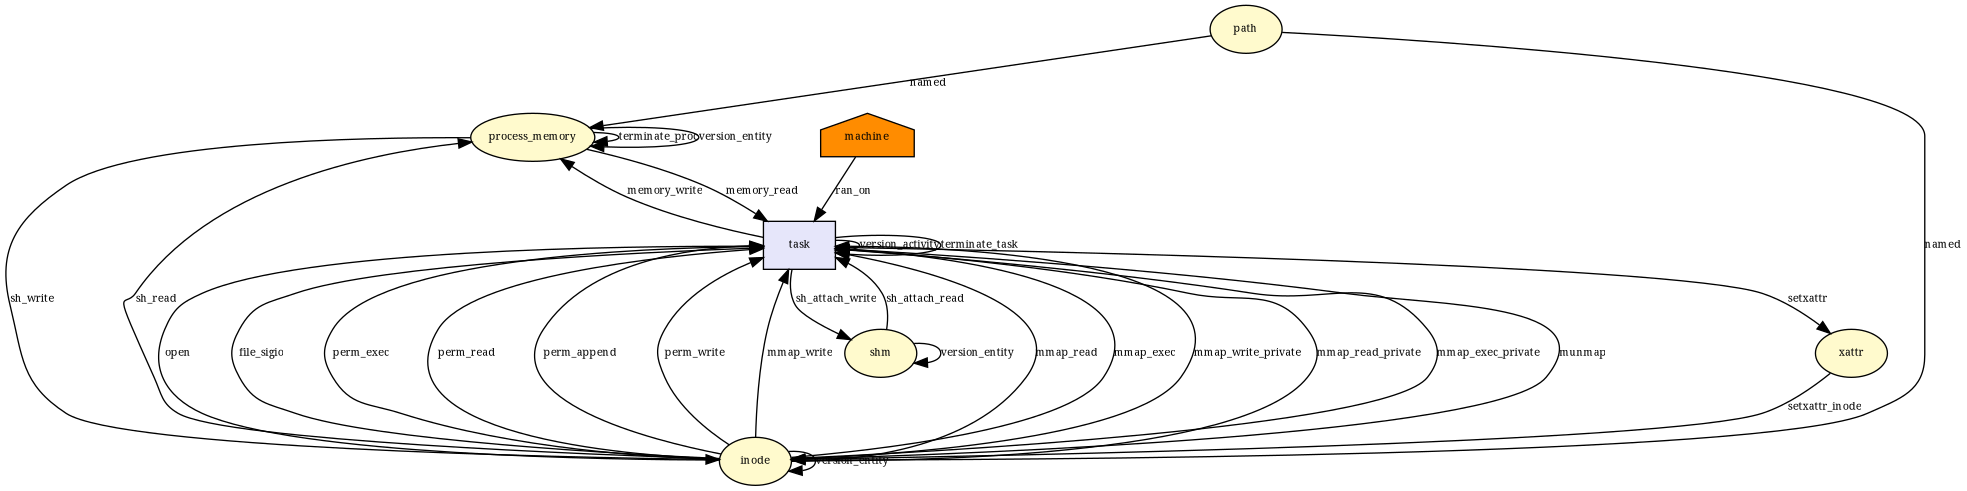 path
named
process_memory
terminate_proc
version_entity
machine
memory_write
memory_read
ran_on
task
version_activity
terminate_task
named
sh_write
sh_read
sh_attach_write
sh_attach_read
setxattr
open
file_sigio
perm_exec
perm_read
perm_append
perm_write
mmap_write
shm
version_entity
mmap_read
mmap_exec
mmap_write_private
mmap_read_private
mmap_exec_private
munmap
xattr
setxattr_inode
inode
version_entity